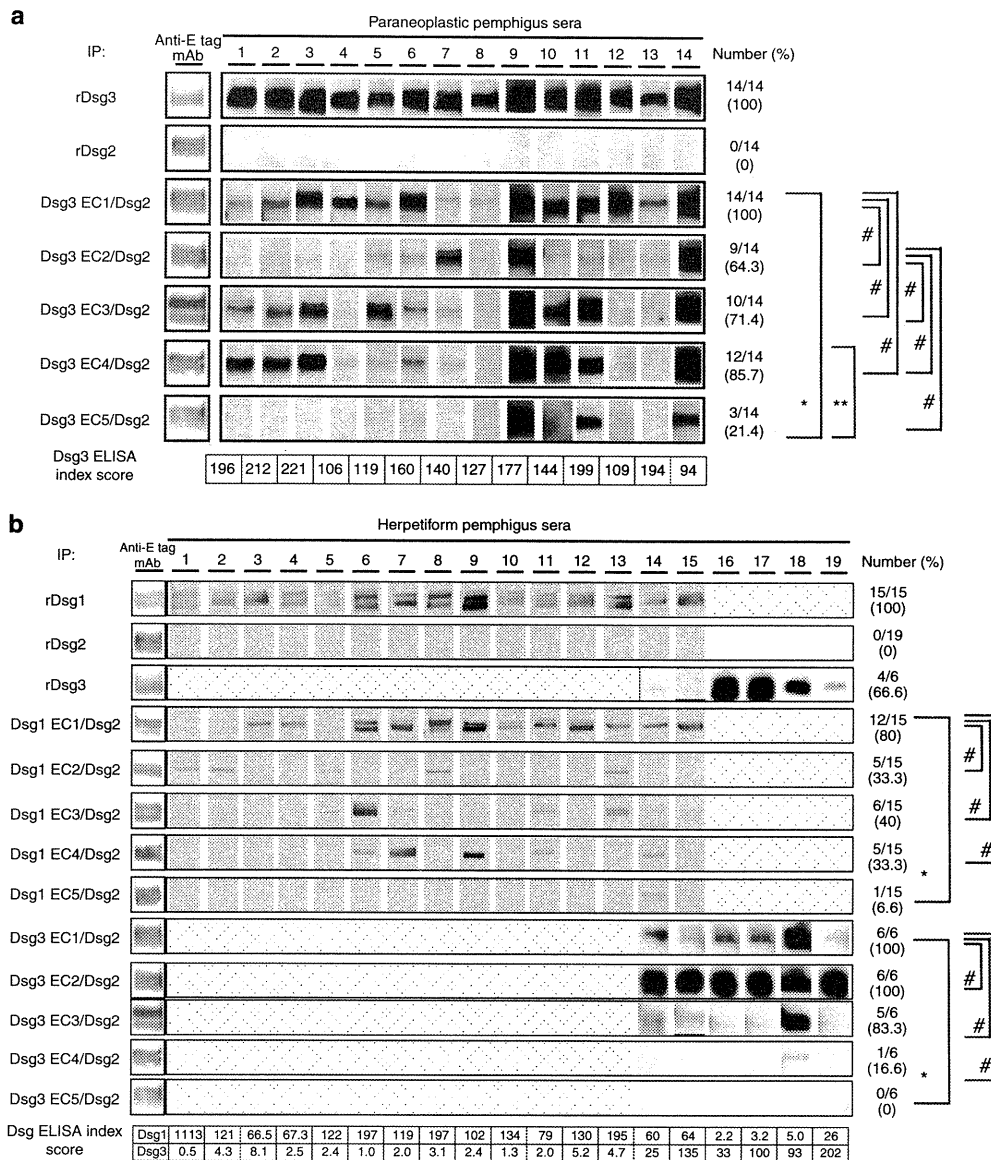 a
Paraneoplastic pemphigus sera
IP:
Anti-E tag
mAb
1 2 3 4 5 6 7 8 9 10 11 12 13 14
Number (%)
rDsg3
14/14
(100)
rDsg2
0/14
(0)
Dsg3 EC1/Dsg2
14/14
(100)
Dsg3 EC2/Dsg2
9/14
(64.3)
Dsg3 EC3/Dsg2
10/14
(71.4)
Dsg3 EC4/Dsg2
12/14
(85.7)
Dsg3 EC5/Dsg2
3/14
(21.4)
* ** # # # # # #
Dsg3 ELISA
index score
196 212 221 106 119 160 140 127 177 144 199 109 194 94
b
Herpetiform pemphigus sera
IP:
Anti-E tag
mAb
1 2 3 4 5 6 7 8 9 10 11 12 13 14 15 16 17 18 19
Number (%)
rDsg1
15/15
(100)
rDsg2
0/19
(0)
rDsg3
4/6
(66.6)
Dsg1 EC1/Dsg2
12/15
(80)
Dsg1 EC2/Dsg2
5/15
(33.3)
Dsg1 EC3/Dsg2
6/15
(40)
Dsg1 EC4/Dsg2
5/15
(33.3)
Dsg1 EC5/Dsg2
1/15
(6.6)
* # # #
Dsg3 EC1/Dsg2
6/6
(100)
Dsg3 EC2/Dsg2
6/6
(100)
Dsg3 EC3/Dsg2
5/6
(83.3)
Dsg3 EC4/Dsg2
1/6
(16.6)
Dsg3 EC5/Dsg2
0/6
(0)
* # # #
Dsg ELISA index
score
Dsg1 1113 121 66.5 67.3 122 197 119 197 102 134 79 130 195 60 64 2.2 3.2 5.0 26
Dsg3 0.5 4.3 8.1 2.5 2.4 1.0 2.0 3.1 2.4 1.3 2.0 5.2 4.7 25 135 33 100 93 202